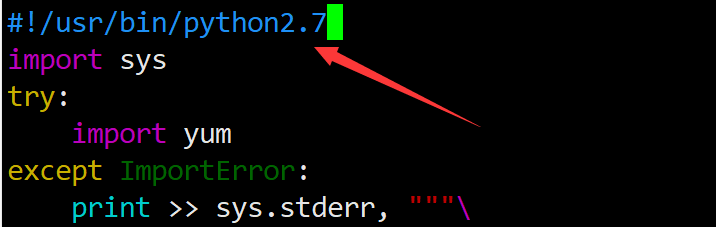 #!/usr/bin/python2.7
import sys
try:
    import yum
except ImportError:
    print >> sys.stderr, """\